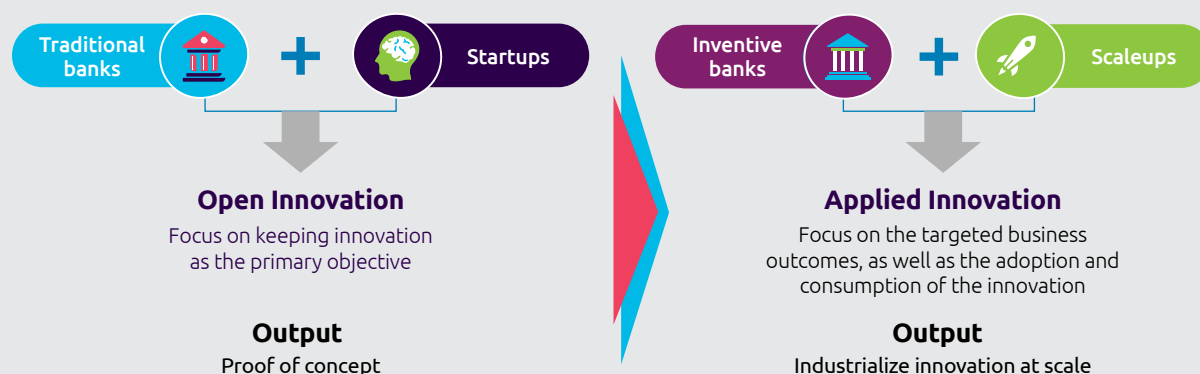 Traditional
banks
+
Startups
Open Innovation
Focus on keeping innovation
as the primary objective
Output
Proof of concept
Inventive
banks
+
Scaleups
Applied Innovation
Focus on the targeted business
outcomes, as well as the adoption and
consumption of the innovation
Output
Industrialize innovation at scale